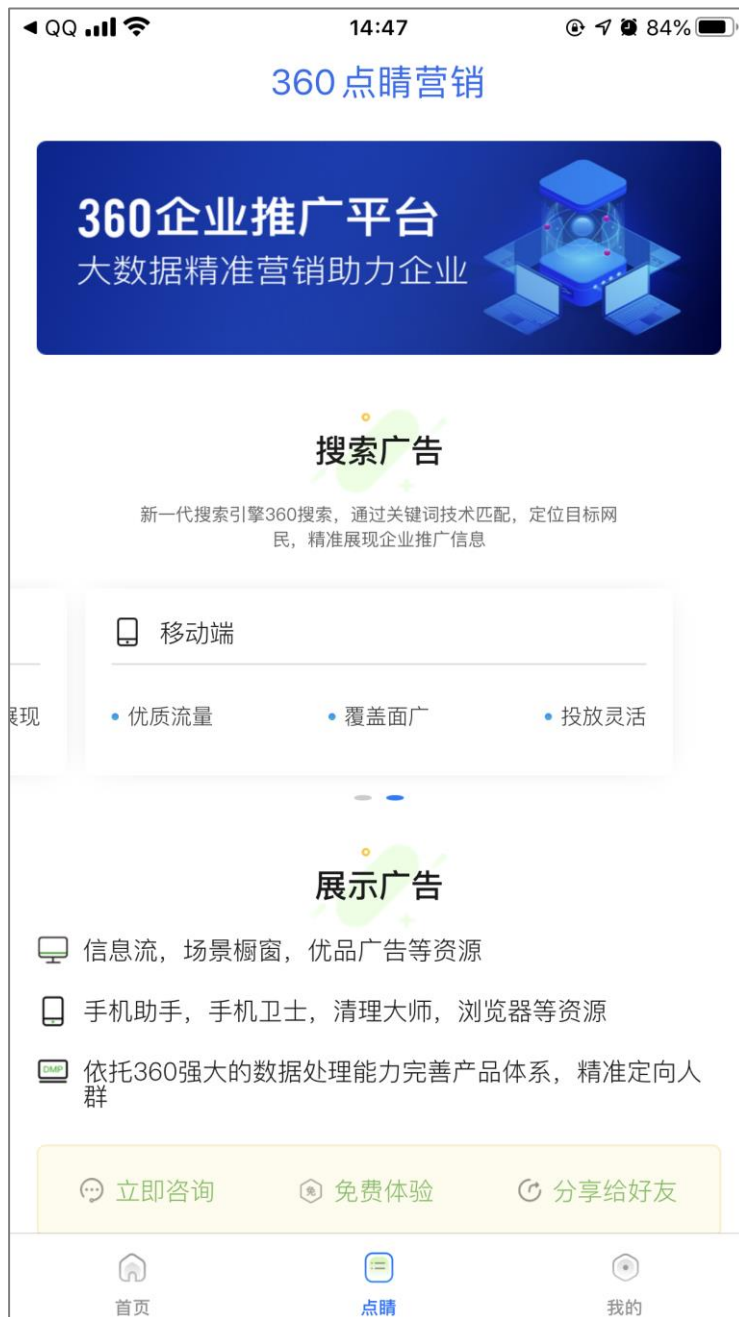 QQ
14:47
84%
360 点睛营销
360企业推广平台
大数据精准营销助力企业
搜索广告
新一代搜索引擎360搜索，通过关键词技术匹配，定位目标网
民，精准展现企业推广信息
移动端
展现
优质流量
覆盖面广
投放灵活
展示广告
信息流，场景橱窗，优品广告等资源
手机助手，手机卫士，清理大师，浏览器等资源
DMP
依托360强大的数据处理能力完善产品体系，精准定向人
群
立即咨询
免
免费体验
分享给好友
首页
点睛
我的